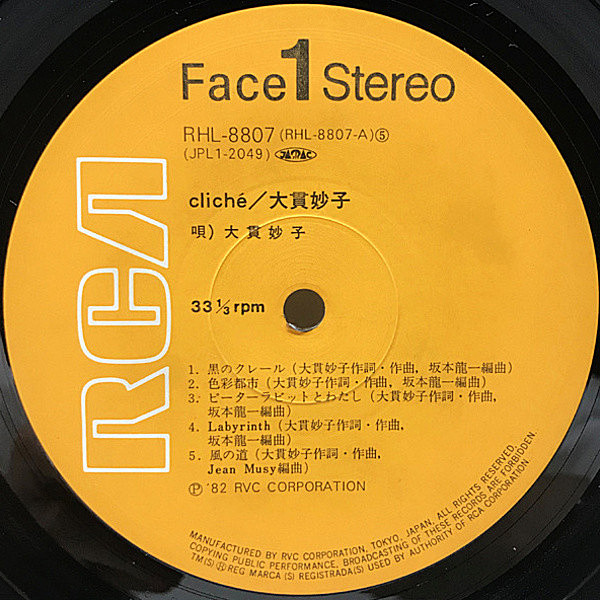 Face 1 Stereo
RHL-8807 (RHL-8807-A)⑤
(JPL1-2049) JASRAC
cliché／大貫妙子
唄) 大貫妙子
RCA
33 1/3 rpm
1. 黒のクレール (大貫妙子作詞・作曲, 坂本龍一編曲)
2. 色彩都市 (大貫妙子作詞・作曲, 坂本龍一編曲)
3. ピーターラビットとわたし (大貫妙子作詞・作曲,
坂本龍一編曲)
4. Labyrinth (大貫妙子作詞・作曲,
坂本龍一編曲)
5. 風の道 (大貫妙子作詞・作曲,
Jean Musy編曲)
Ⓟ '82 RVC CORPORATION
MANUFACTURED BY RVC CORPORATION, TOKYO, JAPAN, ALL RIGHTS RESERVED.
COPYING PUBLIC PERFORMANCE, BROADCASTING OF THESE RECORDS ARE FORBIDDEN.
TM(S) Ⓡ REG MARCA (S) REGISTRADA(S) USED BY AUTHORITY OF RCA CORPORATION.